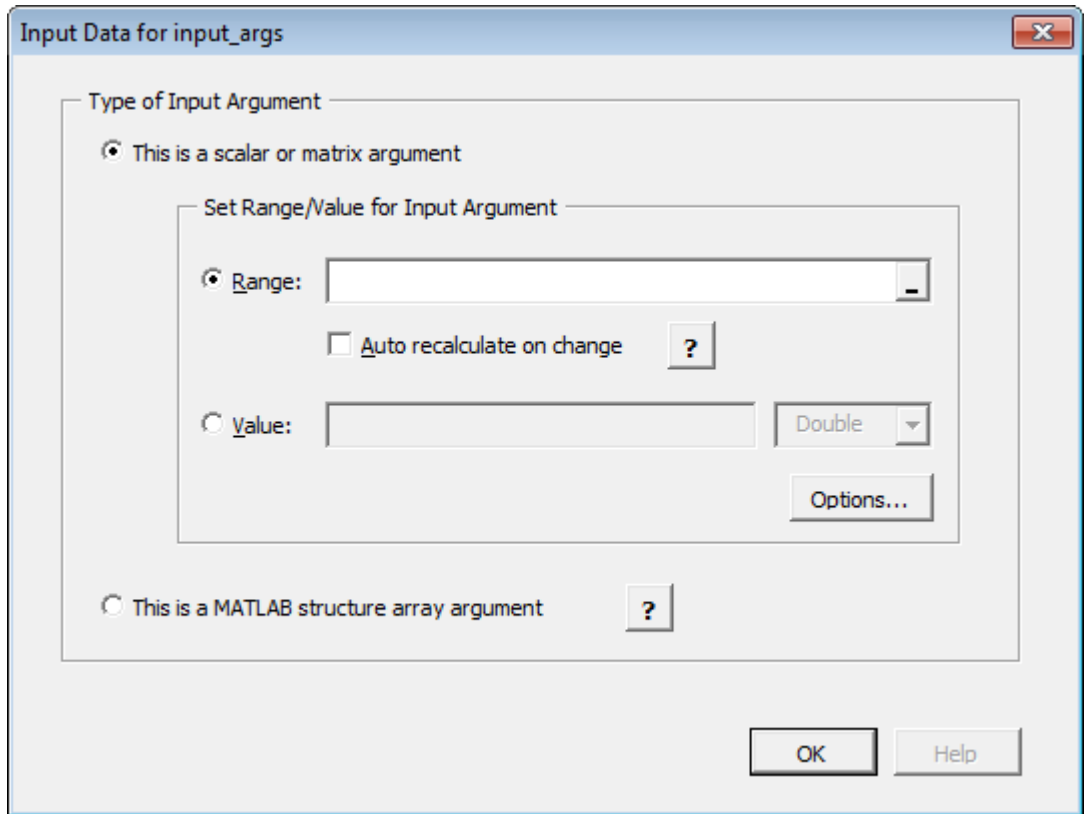 Input Data for input_args
Type of Input Argument
This is a scalar or matrix argument
Set Range/Value for Input Argument
Range:
Auto recalculate on change ?
Value: Double
Options...
This is a MATLAB structure array argument ?
OK Help